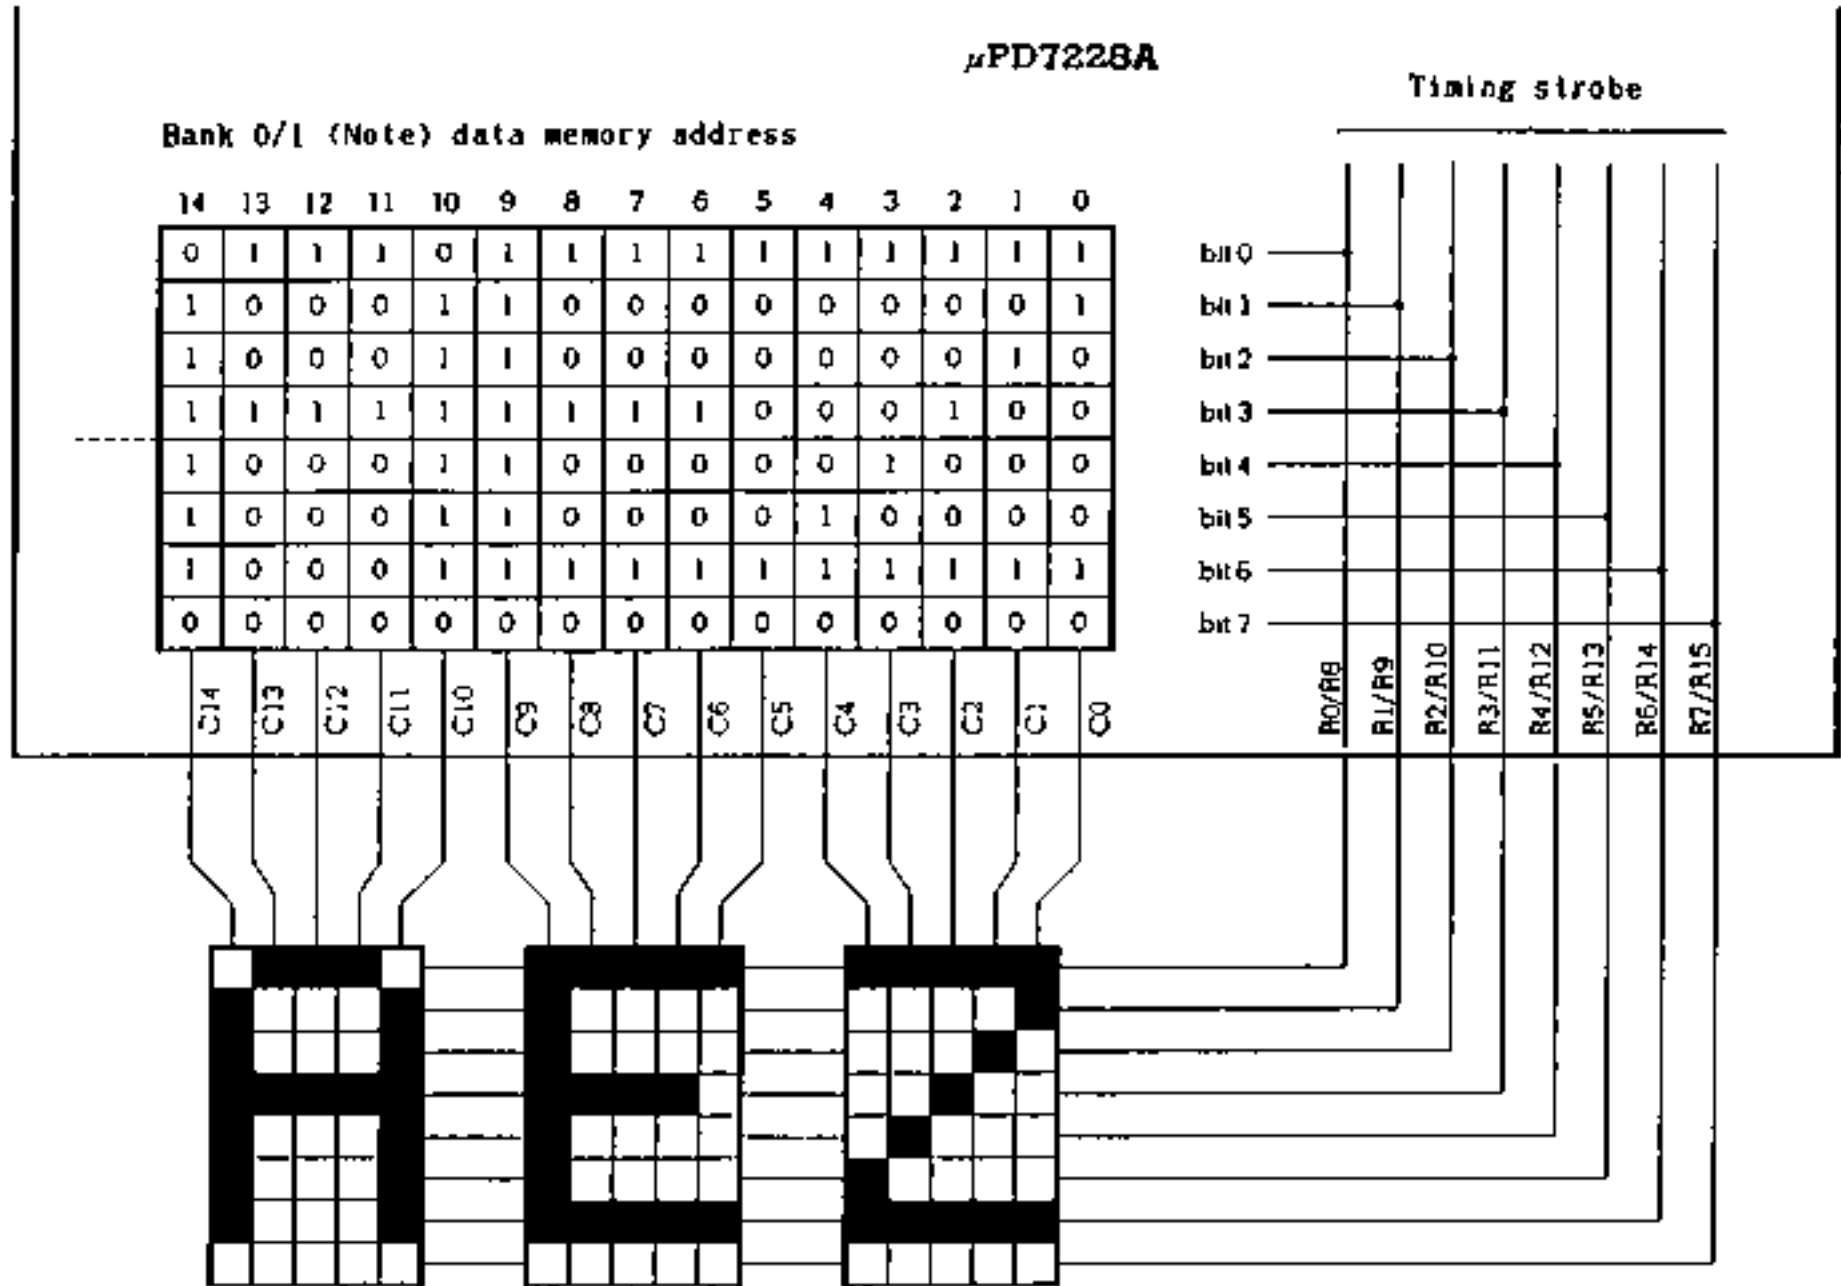 μPD7228A
Timing strobe
Bank 0/1 (Note) data memory address
14 13 12 11 10 9 8 7 6 5 4 3 2 1 0
0 1 1 1 0 1 1 1 1 1 1 1 1 1 1 bit 0
1 0 0 0 1 1 0 0 0 0 0 0 0 0 1 bit 1
1 0 0 0 1 1 0 0 0 0 0 0 0 1 0 bit 2
1 1 1 1 1 1 1 1 1 0 0 0 1 0 0 bit 3
1 0 0 0 1 1 0 0 0 0 0 1 0 0 0 bit 4
1 0 0 0 1 1 0 0 0 0 1 0 0 0 0 bit 5
1 0 0 0 1 1 1 1 1 1 1 1 1 1 1 bit 6
0 0 0 0 0 0 0 0 0 0 0 0 0 0 0 bit 7
C14 C13 C12 C11 C10 C9 C8 C7 C6 C5 C4 C3 C2 C1 C0 R0/R8 R1/R9 R2/R10 R3/R11 R4/R12 R5/R13 R6/R14 R7/R15